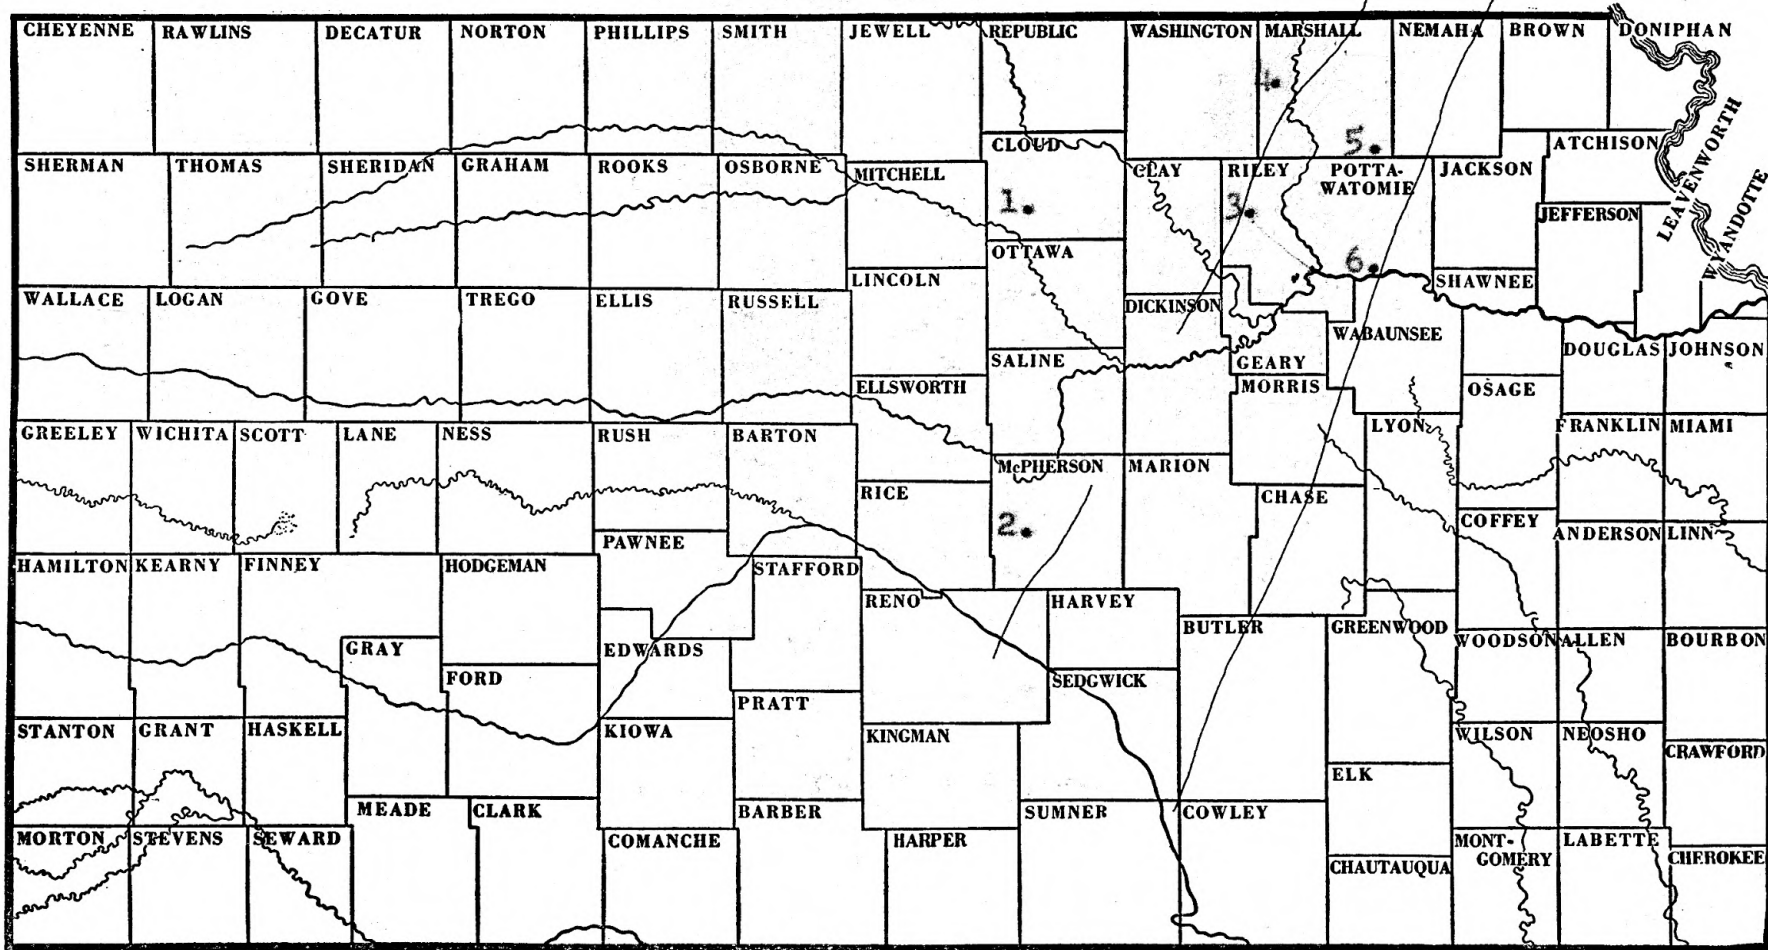 CHEYENNE
RAWLINS
DECATUR
NORTON
PHILLIPS
SMITH
JEWELL
REPUBLIC
WASHINGTON
MARSHALL
NEMAHA
BROWN
DONIPHAN
4.
5.
SHERMAN
THOMAS
SHERIDAN
GRAHAM
ROOKS
OSBORNE
MITCHELL
CLOUD
CLAY
RILEY
POTTA-
WATOMIE
JACKSON
ATCHISON
JEFFERSON
LEAVENWORTH
WYANDOTTE
1.
3.
6.
WALLACE
LOGAN
GOVE
TREGO
ELLIS
RUSSELL
LINCOLN
OTTAWA
DICKINSON
SHAWNEE
SALINE
GEARY
WABAUNSEE
DOUGLAS
JOHNSON
ELLSWORTH
MORRIS
OSAGE
GREELEY
WICHITA
SCOTT
LANE
NESS
RUSH
BARTON
LYON
FRANKLIN
MIAMI
RICE
McPHERSON
MARION
CHASE
2.
COFFEY
ANDERSON
LINN
HAMILTON
KEARNY
FINNEY
HODGEMAN
PAWNEE
STAFFORD
RENO
HARVEY
BUTLER
GREENWOOD
WOODSON
ALLEN
BOURBON
GRAY
FORD
EDWARDS
PRATT
SEDGWICK
STANTON
GRANT
HASKELL
KIOWA
KINGMAN
WILSON
NEOSHO
CRAWFORD
ELK
MEADE
CLARK
BARBER
SUMNER
COWLEY
MORTON
STEVENS
SEWARD
COMANCHE
HARPER
CHAUTAUQUA
MONT-
GOMERY
LABETTE
CHEROKEE